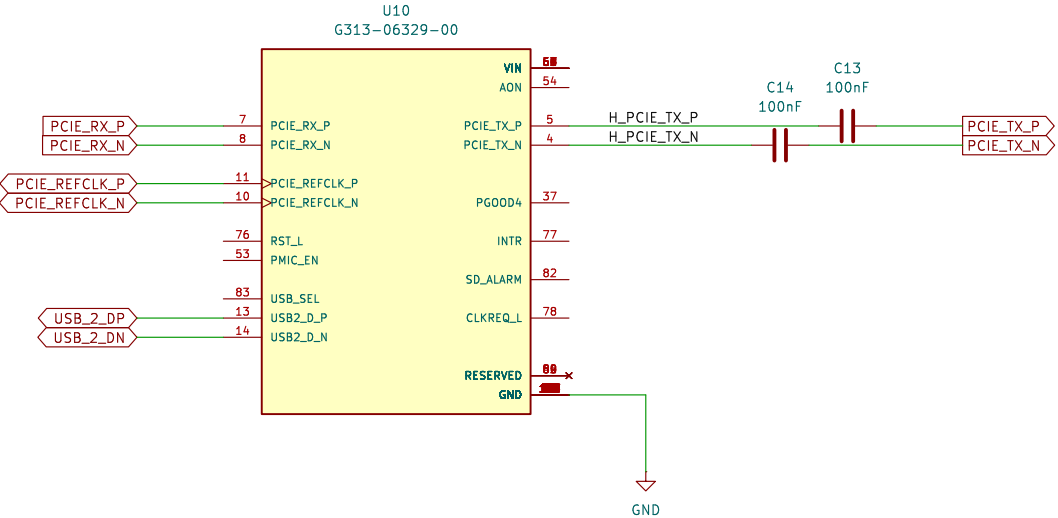 U10
G313-06329-00
VIN
AON 54
C13
100nF
C14
100nF
PCIE_RX_P 7 PCIE_RX_P PCIE_TX_P 5 H_PCIE_TX_P PCIE_TX_P
PCIE_RX_N 8 PCIE_RX_N PCIE_TX_N 4 H_PCIE_TX_N PCIE_TX_N
PCIE_REFCLK_P 11 PCIE_REFCLK_P
PCIE_REFCLK_N 10 PCIE_REFCLK_N PGOOD4 37
76 RST_L INTR 77
53 PMIC_EN
SD_ALARM 82
83 USB_SEL
USB_2_DP 13 USB2_D_P CLKREQ_L 78
USB_2_DN 14 USB2_D_N
RESERVED
GND
GND